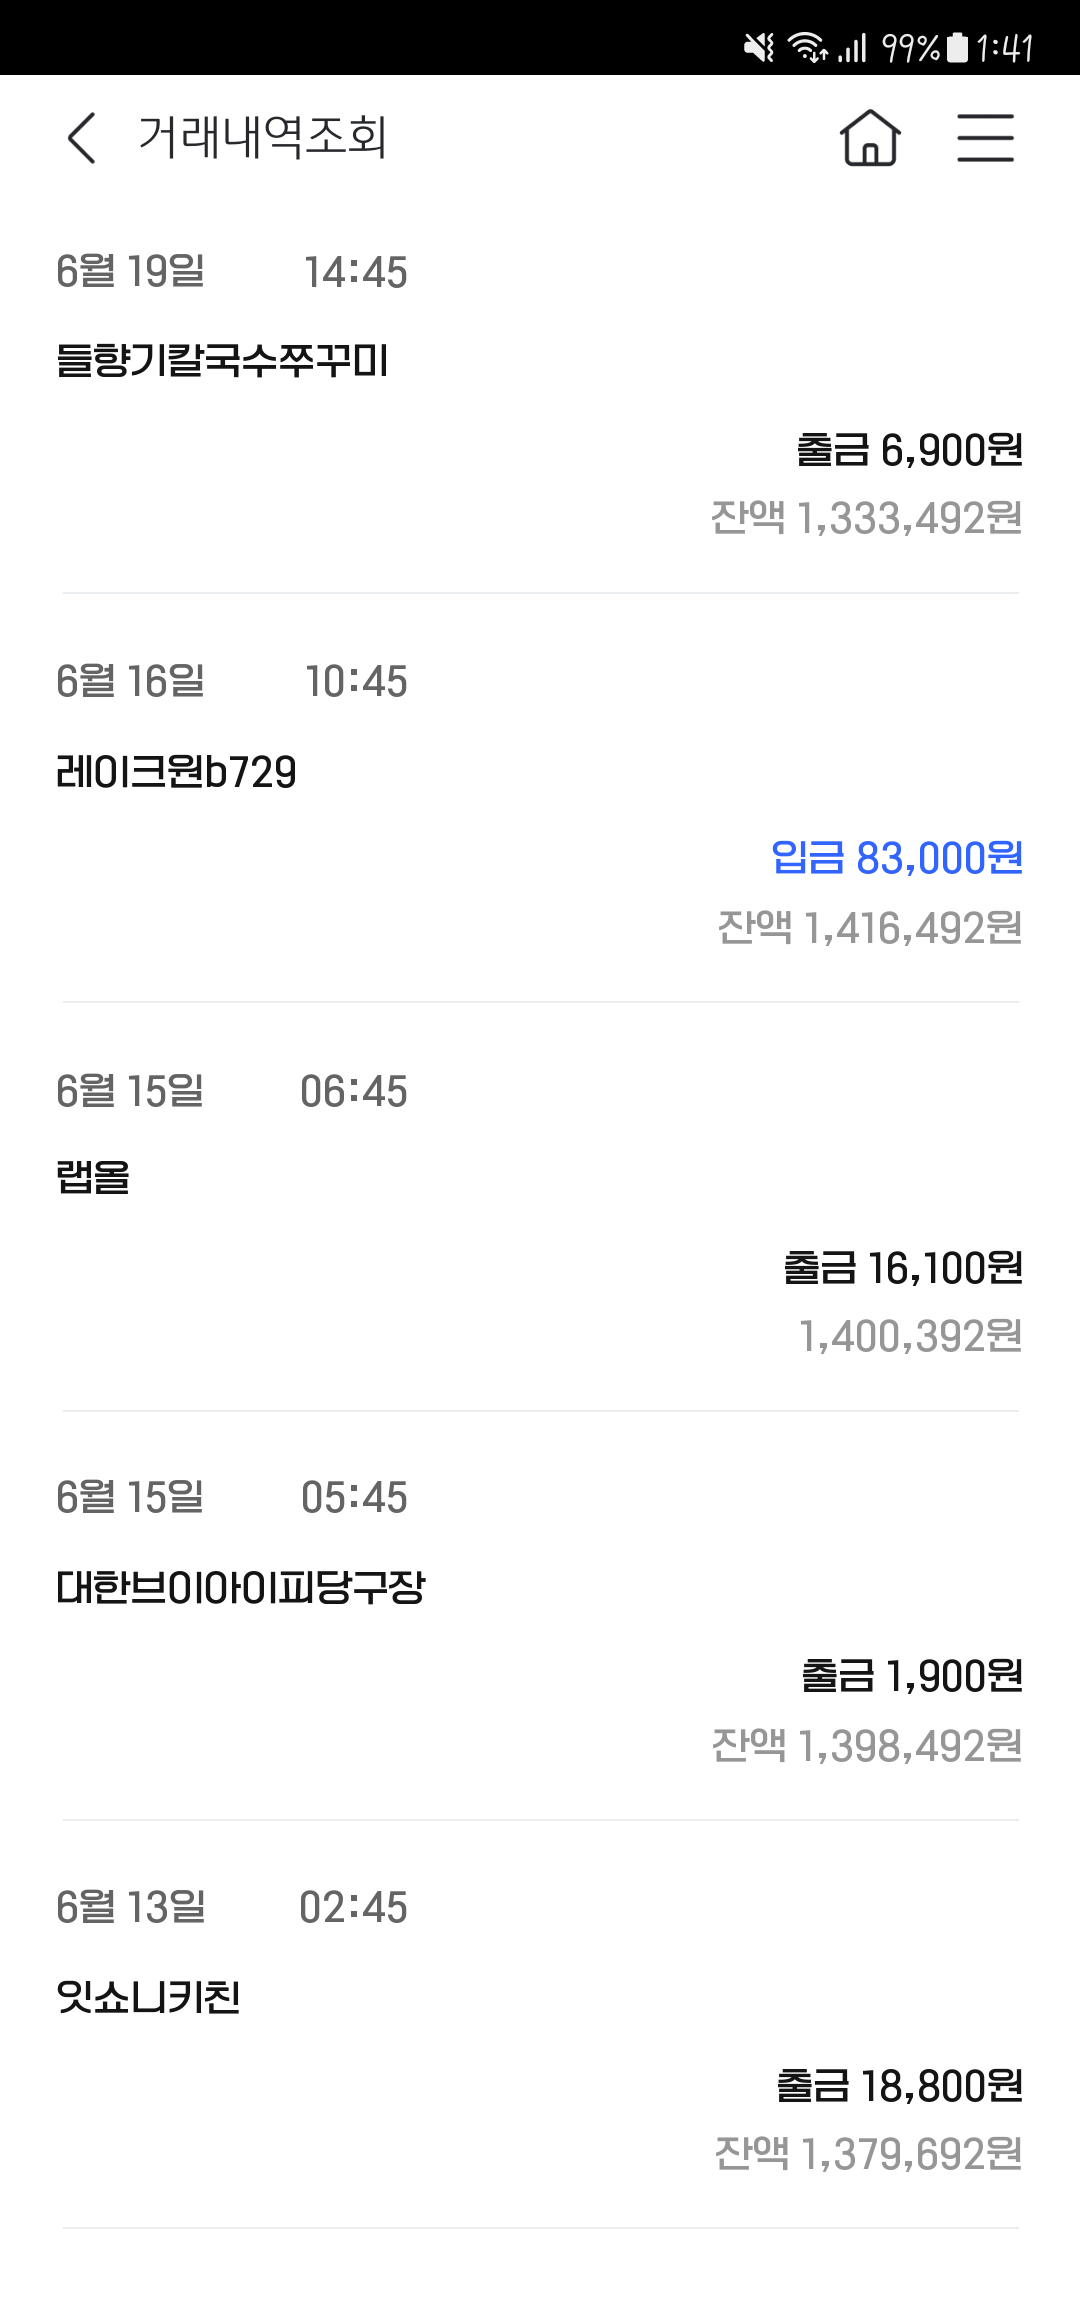 99% 1:41
거래내역조회
6월 19일 14:45
들향기칼국수쭈꾸미
출금 6,900원
잔액 1,333,492원
6월 16일 10:45
레이크원b729
입금 83,000원
잔액 1,416,492원
6월 15일 06:45
랩올
출금 16,100원
1,400,392원
6월 15일 05:45
대한브이아이피당구장
출금 1,900원
잔액 1,398,492원
6월 13일 02:45
잇쇼니키친
출금 18,800원
잔액 1,379,692원